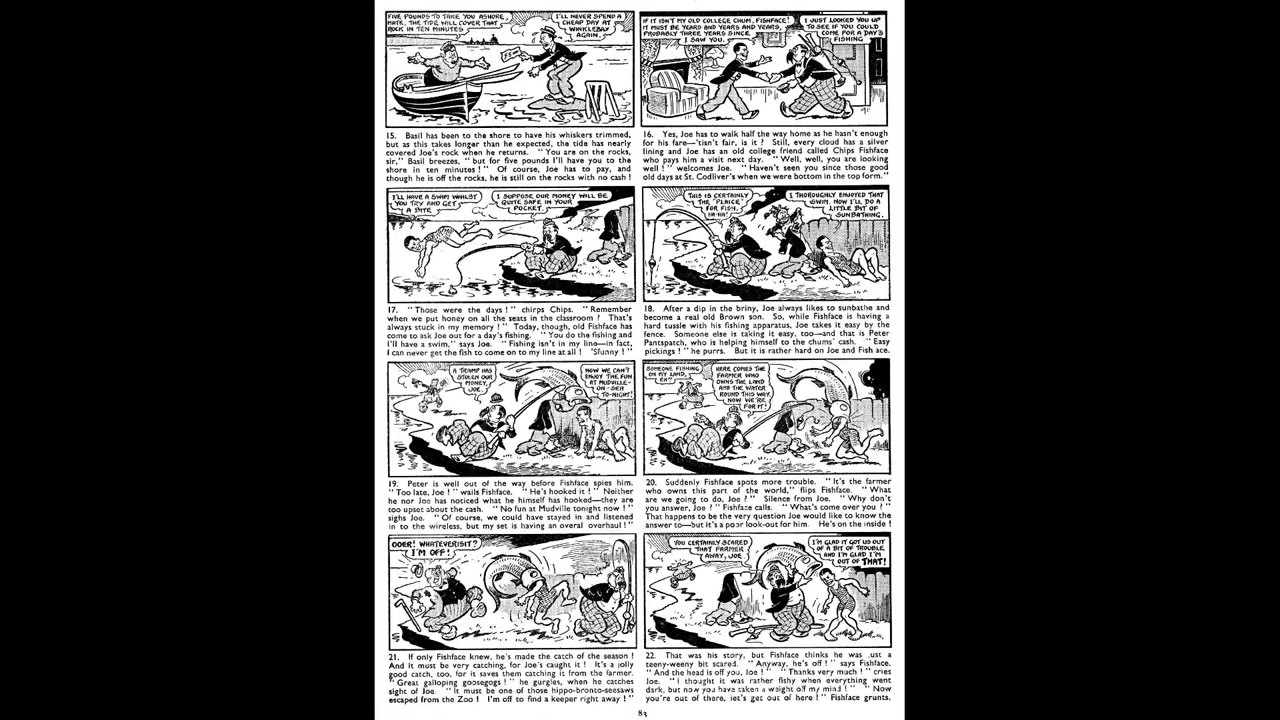 FIVE POUNDS TO TAKE YOU ASHORE,
MATE. THE TIDE WILL COVER THAT
ROCK IN TEN MINUTES
I'LL NEVER SPEND A
CHEAP DAY AT
WINKLEBAY
AGAIN.
15. Basil has been to the shore to have his whiskers trimmed,
but as this takes longer than he expected, the tide has nearly
covered Joe's rock when he returns. "You are on the rocks,
sir," Basil breezes, "but for five pounds I'll have you to the
shore in ten minutes!" Of course, Joe has to pay, and
though he is off the rocks, he is still on the rocks with no cash!
IF IT ISN'T MY OLD COLLEGE CHUM, FISHFACE!
IT MUST BE YEARS AND YEARS AND YEARS,
PROBABLY THREE YEARS SINCE
I SAW YOU.
I JUST LOOKED YOU UP
TO SEE IF YOU COULD
COME FOR A DAY'S
FISHING
16. Yes, Joe has to walk half the way home as he hasn't enough
for his fare—'tisn't fair, is it? Still, every cloud has a silver
lining and Joe has an old college friend called Chips Fishface
who pays him a visit next day. "Well, well, you are looking
well!" welcomes Joe. "Haven't seen you since those good
old days at St. Codliver's when we were bottom in the top form."
I'LL HAVE A SWIM WHILST
YOU TRY AND GET
A BITE
I SUPPOSE OUR MONEY WILL BE
QUITE SAFE IN YOUR
POCKET.
17. "Those were the days!" chirps Chips. "Remember
when we put honey on all the seats in the classroom? That's
always stuck in my memory!" Today, though, old Fishface has
come to ask Joe out for a day's fishing. "You do the fishing and
I'll have a swim," says Joe. "Fishing isn't in my line—in fact,
I can never get the fish to come on to my line at all! 'Sfunny!"
THIS IS CERTAINLY
THE "PLAICE"
FOR FISH.
HA-HA!
I THOROUGHLY ENJOYED THAT
SWIM. NOW I'LL DO A
LITTLE BIT OF
SUNBATHING.
18. After a dip in the briny, Joe always likes to sunbathe and
become a real old Brown son. So, while Fishface is having a
hard tussle with his fishing apparatus, Joe takes it easy by the
fence. Someone else is taking it easy, too—and that is Peter
Pantspatch, who is helping himself to the chums' cash. "Easy
pickings!" he purrs. But it is rather hard on Joe and Fish ace.
A TRAMP HAS
STOLEN OUR
MONEY,
JOE.
NOW WE CAN'T
ENJOY THE FUN
AT MUDVILLE-
ON-SEA
TO-NIGHT!
19. Peter is well out of the way before Fishface spies him.
"Too late, Joe!" wails Fishface. "He's hooked it!" Neither
he nor Joe has noticed what he himself has hooked—they are
too upset about the cash. "No fun at Mudville tonight now!"
sighs Joe. "Of course, we could have stayed in and listened
in to the wireless, but my set is having an overal overhaul!"
SOMEONE FISHING
ON MY LAND,
EH?
HERE COMES THE
FARMER WHO
OWNS THE LAND
AND THE WATER
ROUND THIS WAY.
NOW WE'RE
FOR IT!
20. Suddenly Fishface spots more trouble. "It's the farmer
who owns this part of the world," flips Fishface. "What
are we going to do, Joe?" Silence from Joe. "Why don't
you answer, Joe?" Fishface calls. "What's come over you?"
That happens to be the very question Joe would like to know the
answer to—but it's a poor look-out for him. He's on the inside!
OOER! WHATEVERISIT?
I'M OFF!
21. If only Fishface knew, he's made the catch of the season!
And it must be very catching, for Joe's caught it! It's a jolly
good catch, too, for it saves them catching it from the farmer.
"Great galloping goosegogs!" he gurgles, when he catches
sight of Joe. "It must be one of those hippo-bronto-seesaws
escaped from the Zoo! I'm off to find a keeper right away!"
YOU CERTAINLY SCARED
THAT FARMER
AWAY, JOE
I'M GLAD IT GOT US OUT
OF A BIT OF TROUBLE
AND I'M GLAD I'M
OUT OF THAT!
22. That was his story, but Fishface thinks he was just a
teeny-weeny bit scared. "Anyway, he's off!" says Fishface.
"And the head is off you, Joe!" "Thanks very much!" cries
Joe. "I thought it was rather fishy when everything went
dark, but now you have taken a weight off my mind!" "Now
you're out of there, let's get out of here!" Fishface grunts.
83